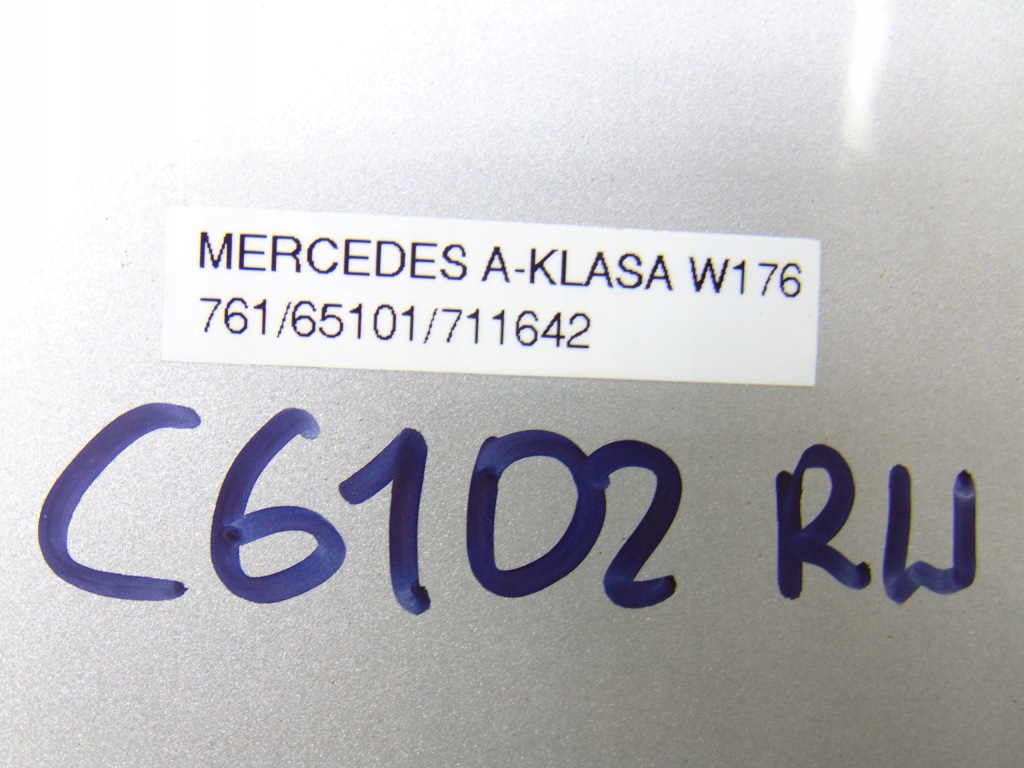 MERCEDES A-KLASA W176
761/65101/711642
C6102 RW